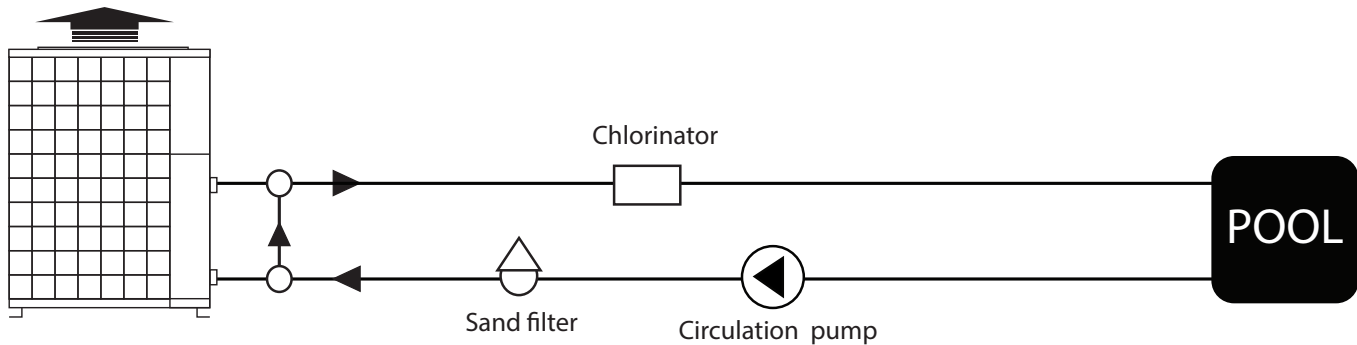 Chlorinator
POOL
Sand filter
Circulation pump